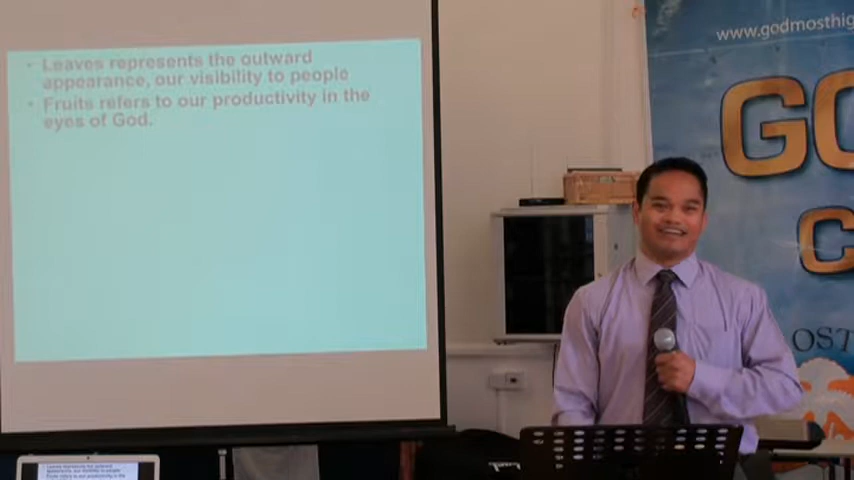 • Leaves represents the outward
appearance, our visibility to people
• Fruits refers to our productivity in the
eyes of God.
www.godmosthig
GO
C
OST